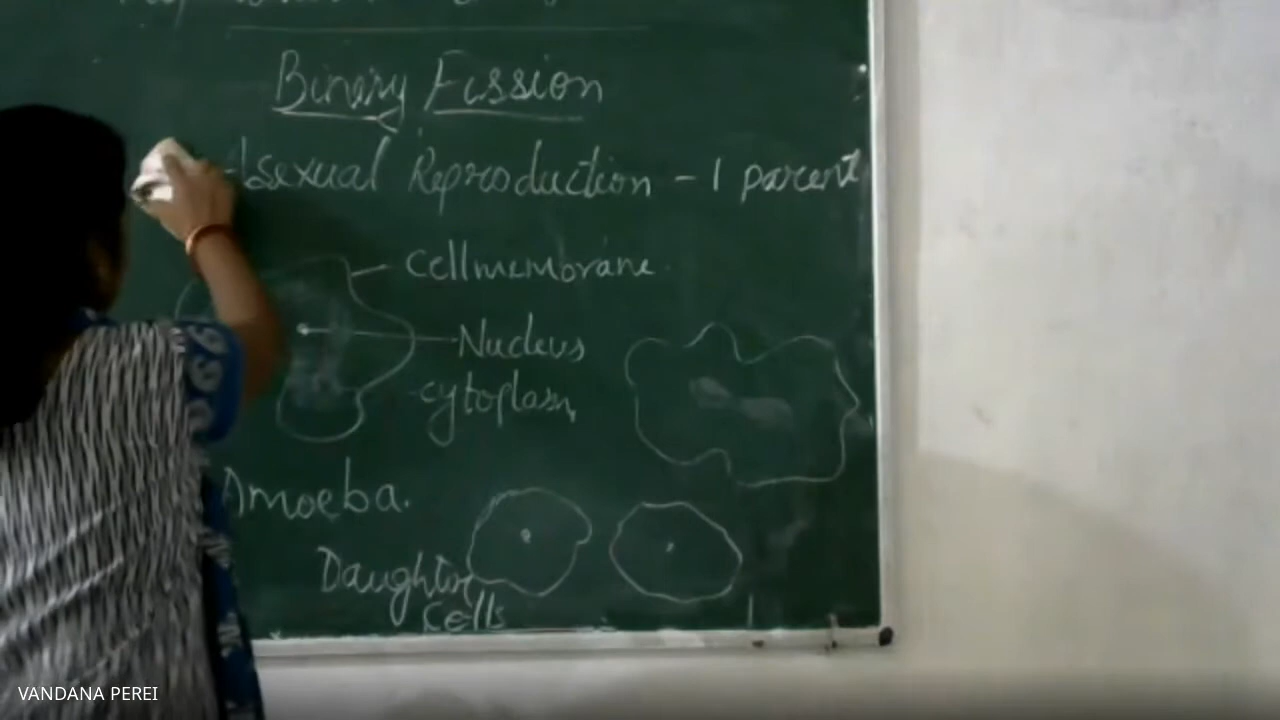 Binary Fission
Asexual Reproduction - 1 parent
Cellmembrane
Nucleus
cytoplasm
Amoeba.
Daughter
Cells
VANDANA PEREI